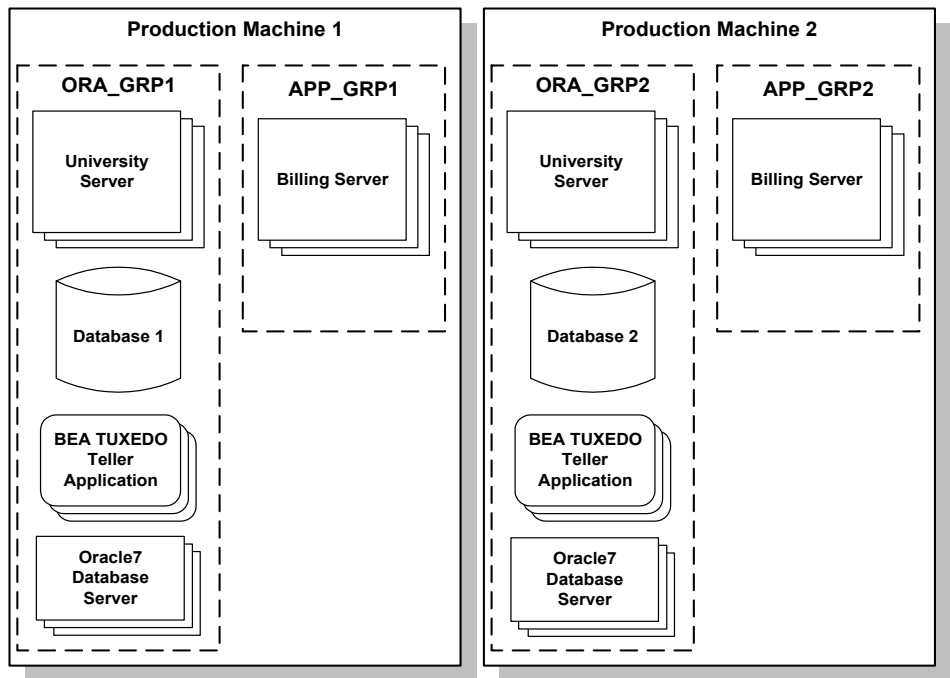 Production Machine 1
ORA_GRP1
University
Server
Database 1
BEA TUXEDO
Teller
Application
Oracle7
Database
Server
APP_GRP1
Billing Server
Production Machine 2
ORA_GRP2
University
Server
Database 2
BEA TUXEDO
Teller
Application
Oracle7
Database
Server
APP_GRP2
Billing Server